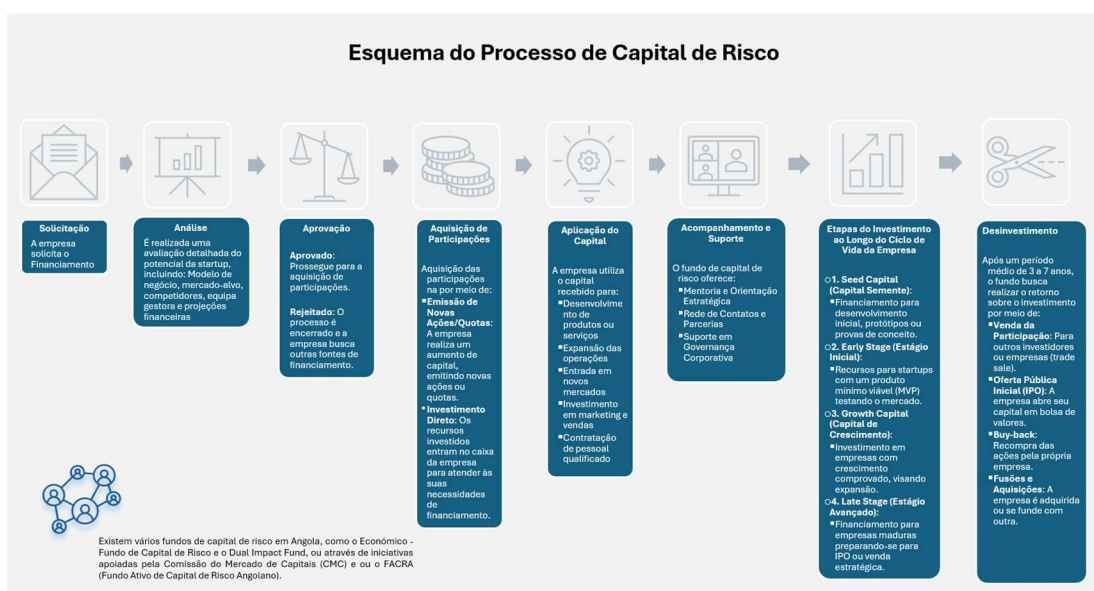 Esquema do Processo de Capital de Risco
Solicitação
A empresa
solicita o
Financiamento
Análise
É realizada uma
avaliação detalhada do
potencial da startup,
incluindo: Modelo de
negócio, mercado-alvo,
competidores, equipa
gestora e projeções
financeiras
Aprovação
Aprovado:
Prossegue para a
aquisição de
participações.
Rejeitado: O
processo é
encerrado e a
empresa busca
outras fontes de
financiamento.
Aquisição de
Participações
Aquisição das
participações
na por meio de:
▪Emissão de
Novas
Ações/Quotas:
A empresa
realiza um
aumento de
capital,
emitindo novas
ações ou
quotas.
•Investimento
Direto: Os
recursos
investidos
entram no caixa
da empresa
para atender às
suas
necessidades
de
financiamento.
Aplicação do
Capital
A empresa utiliza
o capital
recebido para:
▪Desenvolvime
nto de
produtos ou
serviços
▪Expansão das
operações
▪Entrada em
novos
mercados
▪Investimento
em marketing e
vendas
▪Contratação
de pessoal
qualificado
Acompanhamento e
Suporte
O fundo de capital de
risco oferece:
▪Mentoria e Orientação
Estratégica
▪Rede de Contatos e
Parcerias
▪Suporte em
Governança
Corporativa
Etapas do Investimento
ao Longo do Ciclo de
Vida da Empresa
o1. Seed Capital
(Capital Semente):
▪Financiamento para
desenvolvimento
inicial, protótipos ou
provas de conceito.
o2. Early Stage (Estágio
Inicial):
▪Recursos para startups
com um produto
mínimo viável (MVP)
testando o mercado.
o3. Growth Capital
(Capital de
Crescimento):
▪Investimento em
empresas com
crescimento
comprovado, visando
expansão.
o4. Late Stage (Estágio
Avançado):
▪Financiamento para
empresas maduras
preparando-se para
IPO ou venda
estratégica.
Desinvestimento
Após um período
médio de 3 a 7 anos,
o fundo busca
realizar o retorno
sobre o investimento
por meio de:
▪Venda da
Participação: Para
outros investidores
ou empresas (trade
sale).
▪Oferta Pública
Inicial (IPO): A
empresa abre seu
capital em bolsa de
valores.
▪Buy-back:
Recompra das
ações pela própria
empresa.
▪Fusões e
Aquisições: A
empresa é adquirida
ou se funde com
outra.
Existem vários fundos de capital de risco em Angola, como o Económico -
Fundo de Capital de Risco e o Dual Impact Fund, ou através de iniciativas
apoiadas pela Comissão do Mercado de Capitais (CMC) e ou o FACRA
(Fundo Ativo de Capital de Risco Angolano).